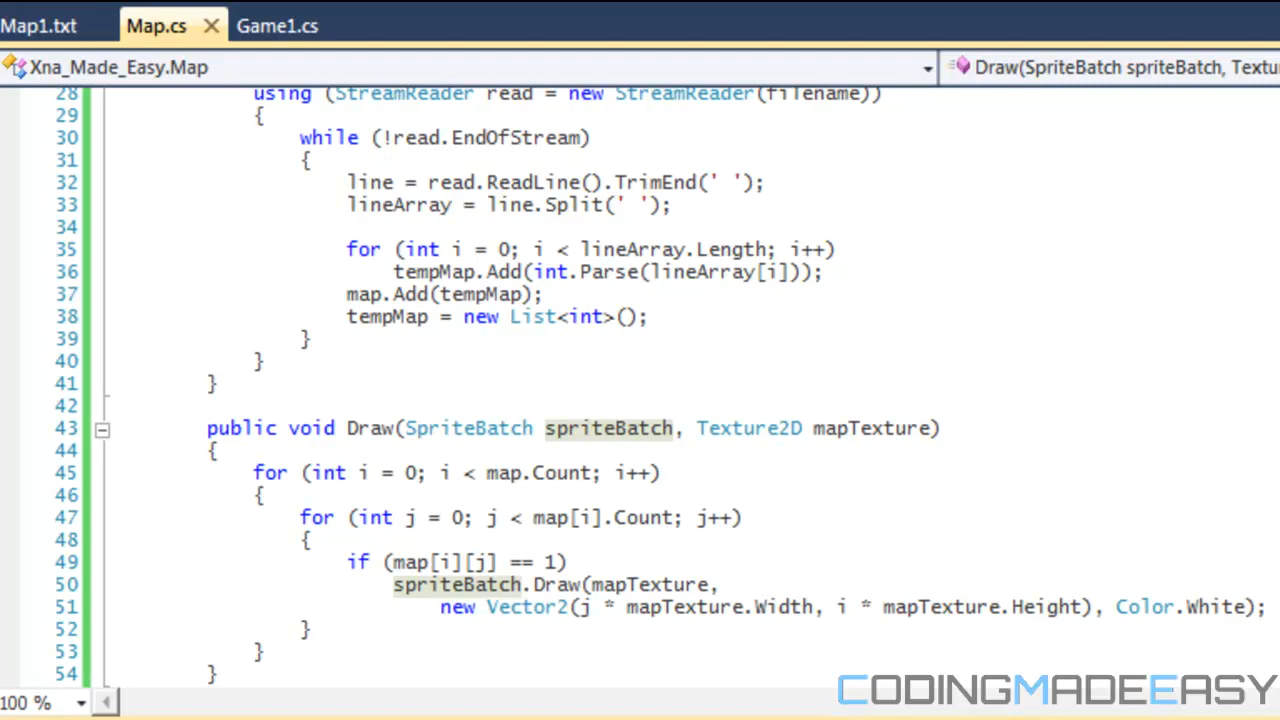 Map1.txt Map.cs Game1.cs
Xna_Made_Easy.Map Draw(SpriteBatch spriteBatch, Textu
28 using (StreamReader read = new StreamReader(filename))
29 {
30 while (!read.EndOfStream)
31 {
32 line = read.ReadLine().TrimEnd(' ');
33 lineArray = line.Split(' ');
34
35 for (int i = 0; i < lineArray.Length; i++)
36 tempMap.Add(int.Parse(lineArray[i]));
37 map.Add(tempMap);
38 tempMap = new List<int>();
39 }
40 }
41 }
42
43 public void Draw(SpriteBatch spriteBatch, Texture2D mapTexture)
44 {
45 for (int i = 0; i < map.Count; i++)
46 {
47 for (int j = 0; j < map[i].Count; j++)
48 {
49 if (map[i][j] == 1)
50 spriteBatch.Draw(mapTexture,
51 new Vector2(j * mapTexture.Width, i * mapTexture.Height), Color.White);
52 }
53 }
54 }
100 %
CODINGMADEEASY